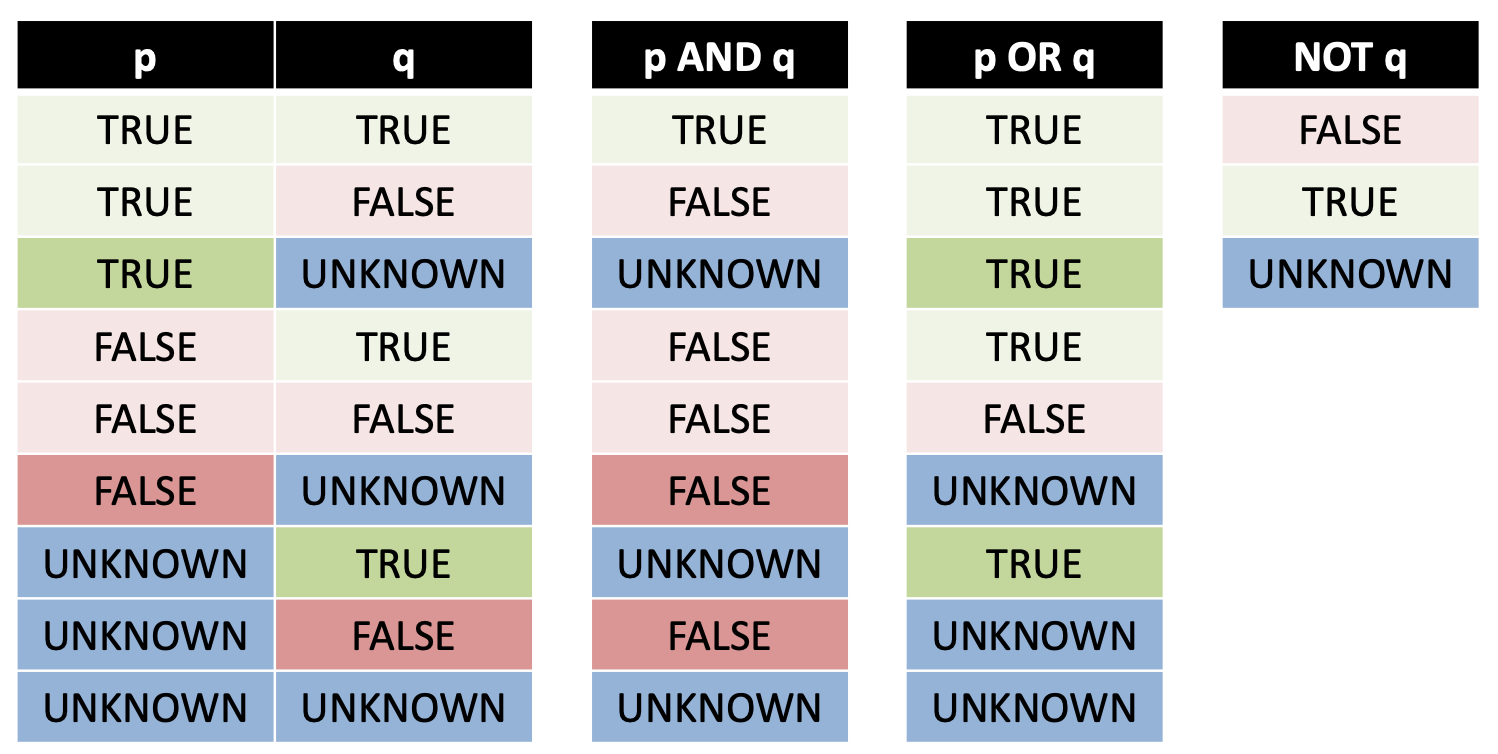 p q p AND q p OR q NOT q
TRUE TRUE TRUE TRUE FALSE
TRUE FALSE FALSE TRUE TRUE
TRUE UNKNOWN UNKNOWN TRUE UNKNOWN
FALSE TRUE FALSE TRUE
FALSE FALSE FALSE FALSE
FALSE UNKNOWN FALSE UNKNOWN
UNKNOWN TRUE UNKNOWN TRUE
UNKNOWN FALSE FALSE UNKNOWN
UNKNOWN UNKNOWN UNKNOWN UNKNOWN